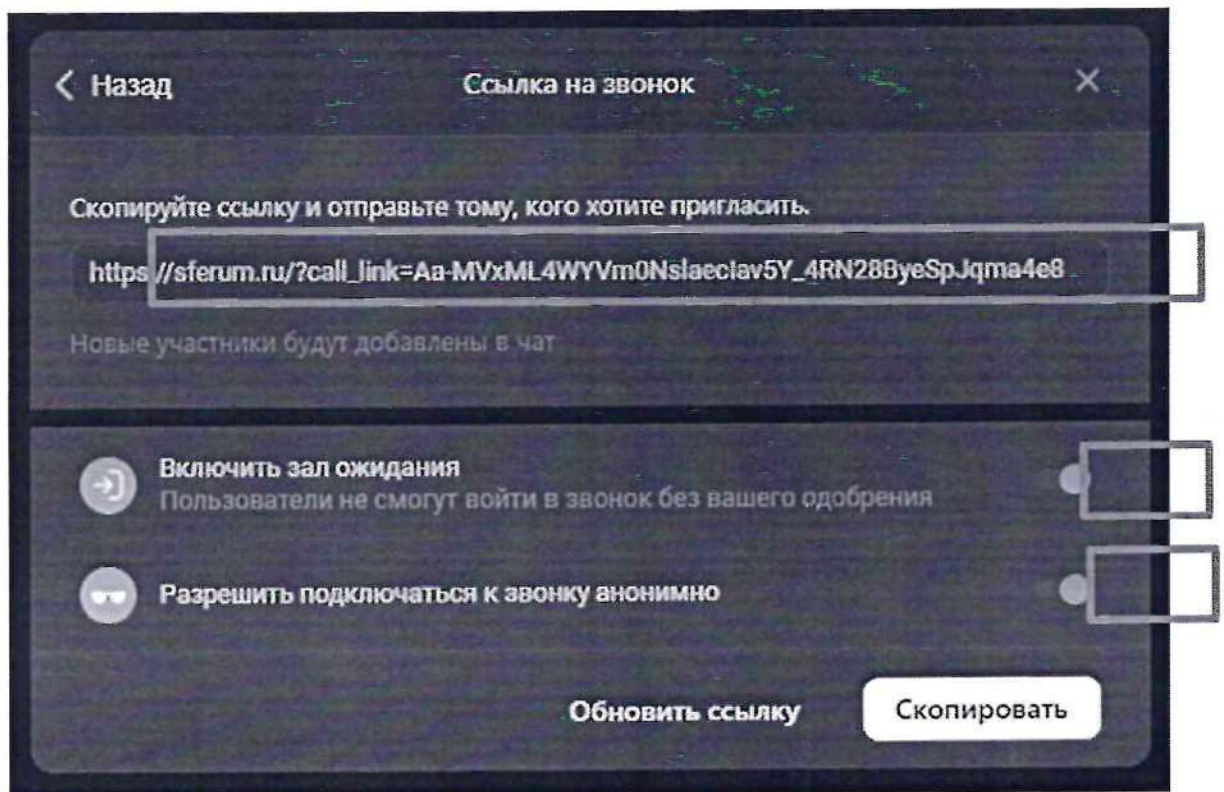 Назад
Ссылка на звонок
Скопируйте ссылку и отправьте тому, кого хотите пригласить.
https://sferum.ru/?call_link=Aa-MVxML4WYVm0NslaecIav5Y_4RN28ByeSpJqma4e8
Новые участники будут добавлены в чат
Включить зал ожидания
Пользователи не смогут войти в звонок без вашего одобрения
Разрешить подключаться к звонку анонимно
Обновить ссылку
Скопировать